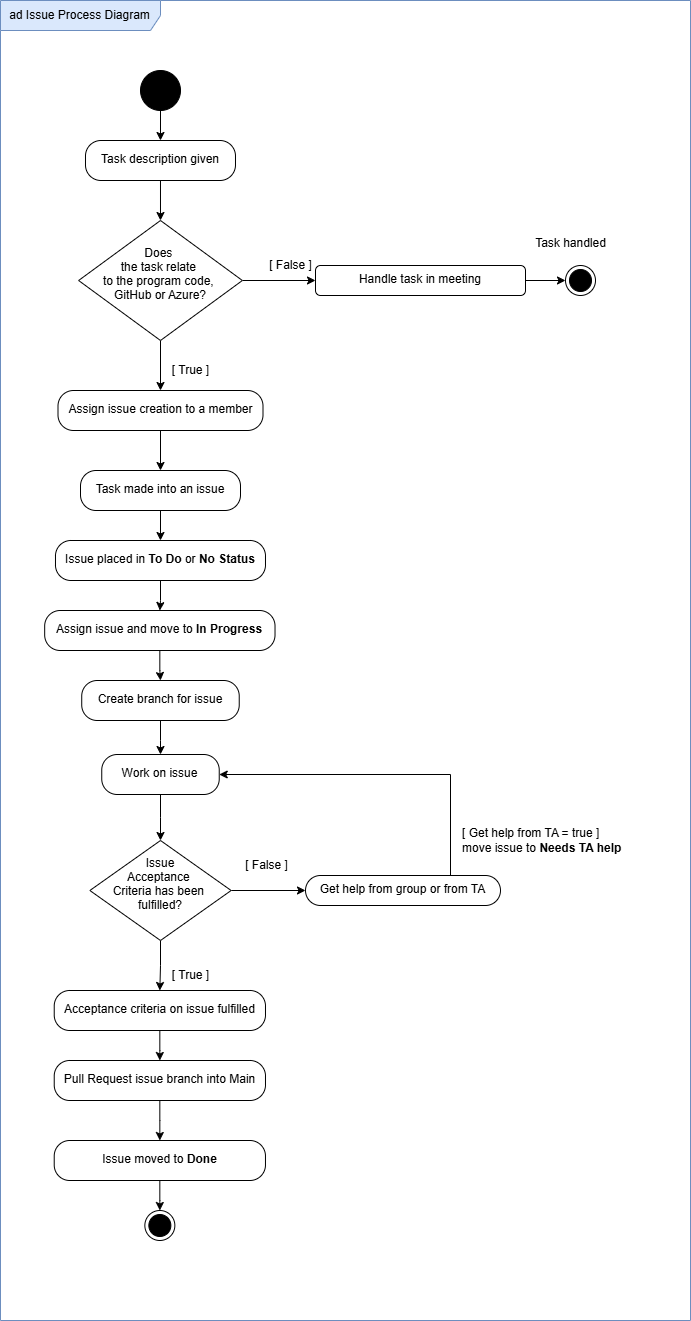 ad Issue Process Diagram
Task description given
Does
the task relate
to the program code,
GitHub or Azure?
[ False ]
Handle task in meeting
Task handled
[ True ]
Assign issue creation to a member
Task made into an issue
Issue placed in To Do or No Status
Assign issue and move to In Progress
Create branch for issue
Work on issue
[ Get help from TA = true ]
move issue to Needs TA help
Issue
Acceptance
Criteria has been
fulfilled?
[ False ]
Get help from group or from TA
[ True ]
Acceptance criteria on issue fulfilled
Pull Request issue branch into Main
Issue moved to Done